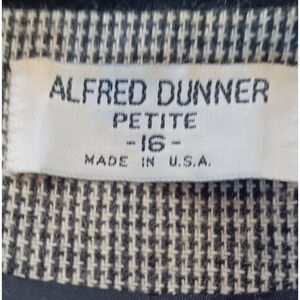 ALFRED DUNNER
PETITE
-16-
MADE IN U.S.A.